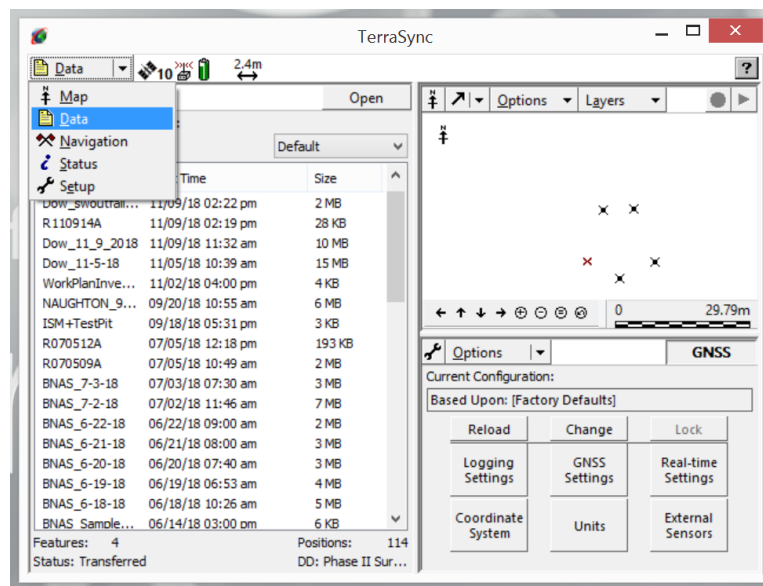 TerraSync
Data
10
2.4m
?
Map
Data
Navigation
Status
Setup
Open
Default
Time
Size
Dow_swoutfall... 11/09/18 02:22 pm 2 MB
R110914A 11/09/18 02:19 pm 28 KB
Dow_11_9_2018 11/09/18 11:32 am 10 MB
Dow_11-5-18 11/05/18 10:39 am 15 MB
WorkPlanInve... 11/02/18 04:00 pm 4 KB
NAUGHTON_9... 09/20/18 10:55 am 6 MB
ISM+TestPit 09/18/18 05:31 pm 3 KB
R070512A 07/05/18 12:18 pm 193 KB
R070509A 07/05/18 10:49 am 2 MB
BNAS_7-3-18 07/03/18 07:30 am 3 MB
BNAS_7-2-18 07/02/18 11:46 am 7 MB
BNAS_6-22-18 06/22/18 09:00 am 2 MB
BNAS_6-21-18 06/21/18 08:00 am 3 MB
BNAS_6-20-18 06/20/18 07:40 am 3 MB
BNAS_6-19-18 06/19/18 06:53 am 4 MB
BNAS_6-18-18 06/18/18 10:26 am 5 MB
BNAS Sample... 06/14/18 03:00 pm 6 KB
Features: 4 Positions: 114
Status: Transferred DD: Phase II Sur...
N
Options
Layers
N
0 29.79m
Options
GNSS
Current Configuration:
Based Upon: [Factory Defaults]
Reload Change Lock
Logging Settings
GNSS Settings
Real-time Settings
Coordinate System
Units
External Sensors